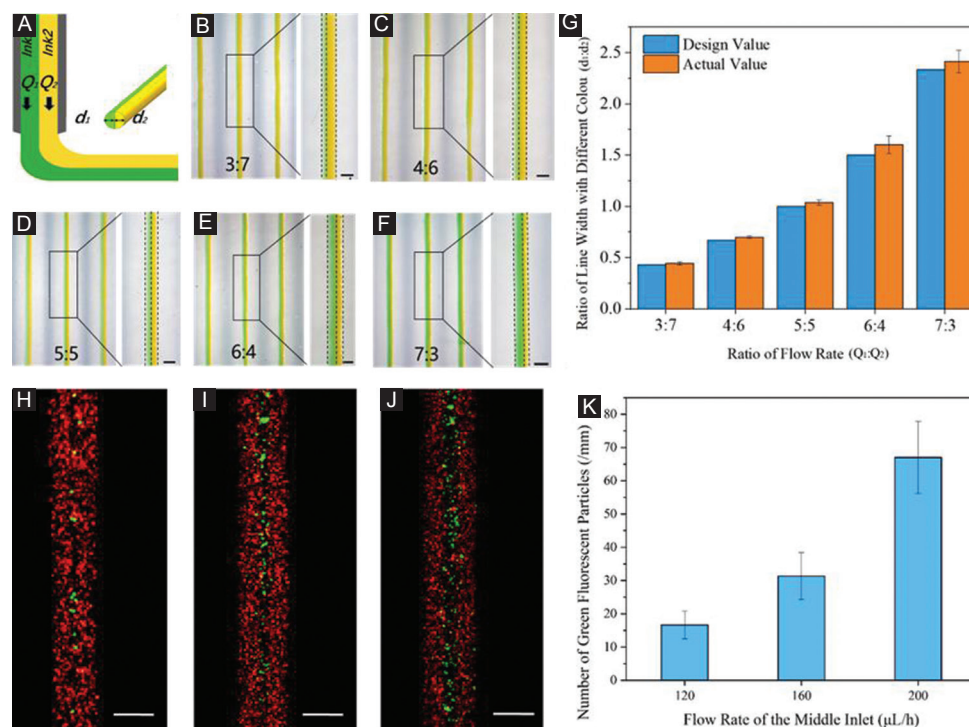 A
Ink1
Ink2
Q1
Q2
d1
d2
B
3:7
C
4:6
D
5:5
E
6:4
F
7:3
G
Ratio of Line Width with Different Colou (d1:d2)
Design Value
Actual Value
2.5
2.0
1.5
1.0
0.5
0.0
3:7 4:6 5:5 6:4 7:3
Ratio of Flow Rate (Q1:Q2)
H
I
J
K
Number of Green Fluorescent Particles (/mm)
80
70
60
50
40
30
20
10
0
120 160 200
Flow Rate of the Middle Inlet (μL/h)